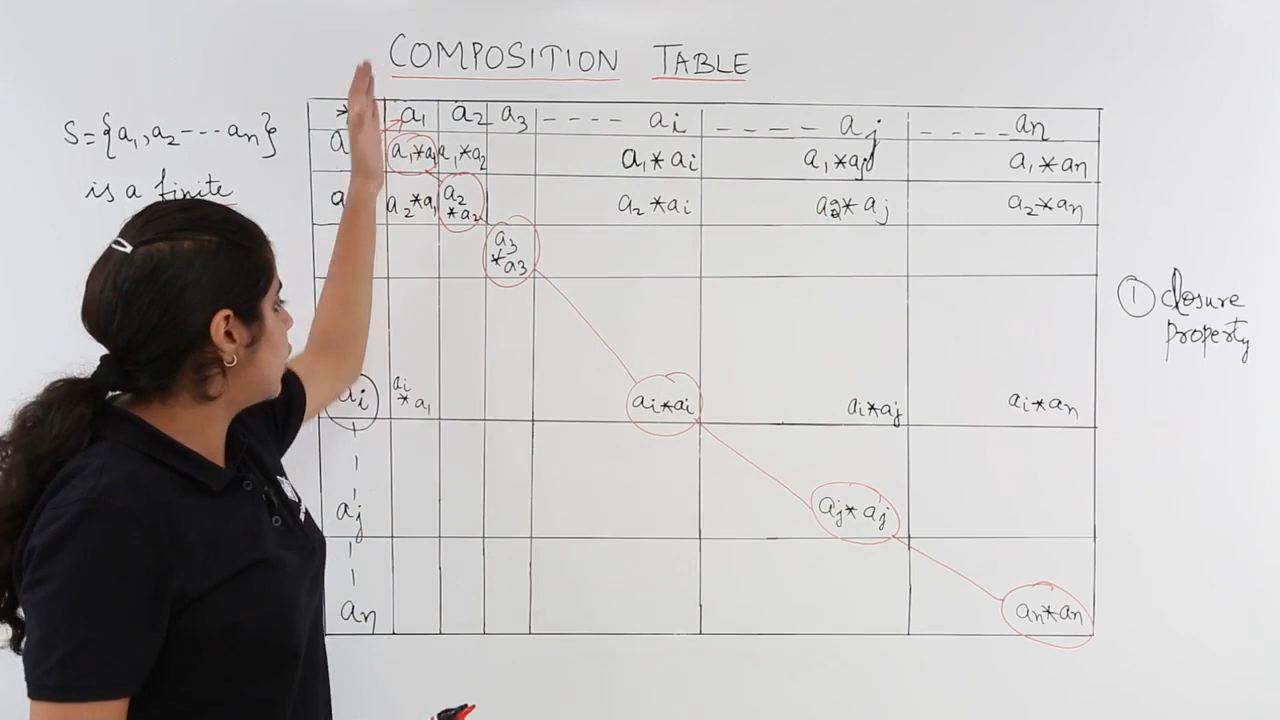 COMPOSITION TABLE
S={a₁,a₂---an}
is a finite
* a₁ a₂ a₃ ---- ai ---- aj ----an
a₁*a₁ a₁*a₂ a₁*ai a₁*aj a₁*an
a₂*a₁ a₂*a₂ a₂*ai a₂*aj a₂*an
a₃*a₃
ai ai*a₁ ai*ai ai*aj ai*an
aj aj*aj
an an*an
① Closure
property